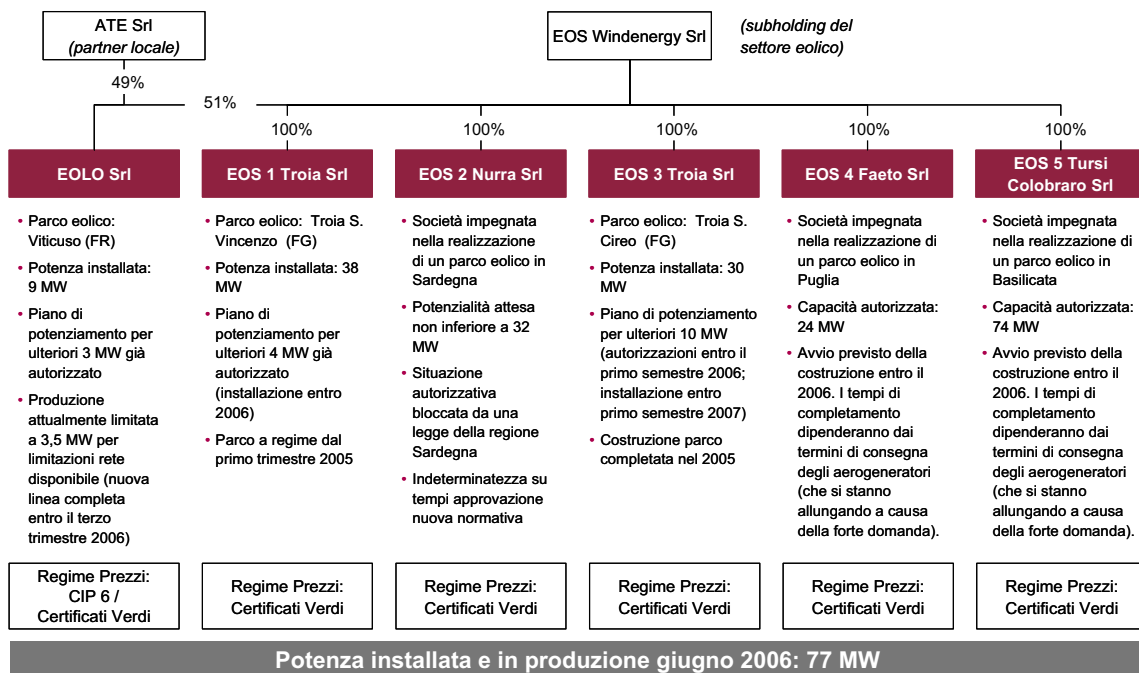 ATE Srl
(partner locale)
EOS Windenergy Srl
(subholding del
settore eolico)
49%
51%
100%
100%
100%
100%
100%
EOLO Srl
• Parco eolico:
Viticuso (FR)
• Potenza installata:
9 MW
• Piano di
potenziamento per
ulteriori 3 MW già
autorizzato
• Produzione
attualmente limitata
a 3,5 MW per
limitazioni rete
disponibile (nuova
linea completa
entro il terzo
trimestre 2006)
Regime Prezzi:
CIP 6 /
Certificati Verdi
EOS 1 Troia Srl
• Parco eolico: Troia S.
Vincenzo (FG)
• Potenza installata: 38
MW
• Piano di
potenziamento per
ulteriori 4 MW già
autorizzato
(installazione entro
2006)
• Parco a regime dal
primo trimestre 2005
Regime Prezzi:
Certificati Verdi
EOS 2 Nurra Srl
• Società impegnata
nella realizzazione
di un parco eolico in
Sardegna
• Potenzialità attesa
non inferiore a 32
MW
• Situazione
autorizzativa
bloccata da una
legge della regione
Sardegna
• Indeterminatezza su
tempi approvazione
nuova normativa
Regime Prezzi:
Certificati Verdi
EOS 3 Troia Srl
• Parco eolico: Troia S.
Cireo (FG)
• Potenza installata: 30
MW
• Piano di potenziamento
per ulteriori 10 MW
(autorizzazioni entro il
primo semestre 2006;
installazione entro
primo semestre 2007)
• Costruzione parco
completata nel 2005
Regime Prezzi:
Certificati Verdi
EOS 4 Faeto Srl
• Società impegnata
nella realizzazione di
un parco eolico in
Puglia
• Capacità autorizzata:
24 MW
• Avvio previsto della
costruzione entro il
2006. I tempi di
completamento
dipenderanno dai
termini di consegna
degli aerogeneratori
(che si stanno
allungando a causa
della forte domanda).
Regime Prezzi:
Certificati Verdi
EOS 5 Tursi
Colobraro Srl
• Società impegnata
nella realizzazione di
un parco eolico in
Basilicata
• Capacità autorizzata:
74 MW
• Avvio previsto della
costruzione entro il
2006. I tempi di
completamento
dipenderanno dai
termini di consegna
degli aerogeneratori
(che si stanno
allungando a causa
della forte domanda).
Regime Prezzi:
Certificati Verdi
Potenza installata e in produzione giugno 2006: 77 MW